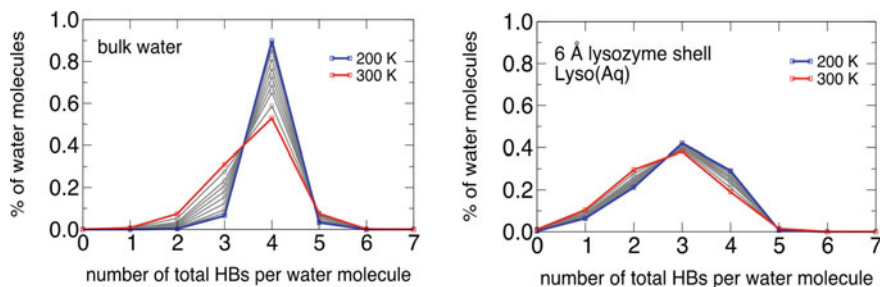 % of water molecules
1.0
0.8
0.6
0.4
0.2
0.0
bulk water
200 K
300 K
0 1 2 3 4 5 6 7
number of total HBs per water molecule
% of water molecules
1.0
0.8
0.6
0.4
0.2
0.0
6 Å lysozyme shell
Lyso(Aq)
200 K
300 K
0 1 2 3 4 5 6 7
number of total HBs per water molecule